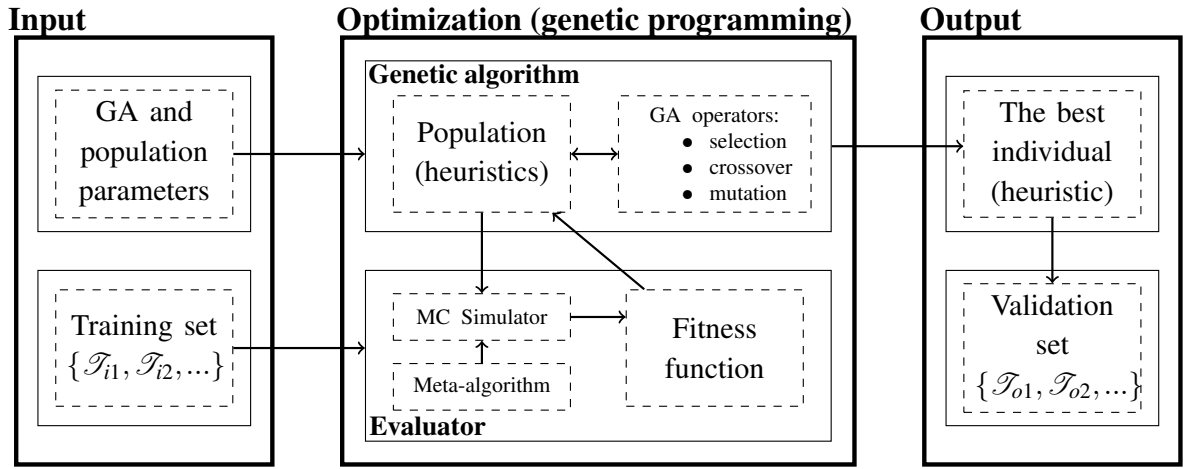 Input
Optimization (genetic programming)
Output
GA and
population
parameters
Training set
{𝒯i1, 𝒯i2, ...}
Genetic algorithm
Population
(heuristics)
GA operators:
● selection
● crossover
● mutation
MC Simulator
Meta-algorithm
Fitness
function
Evaluator
The best
individual
(heuristic)
Validation
set
{𝒯o1, 𝒯o2, ...}